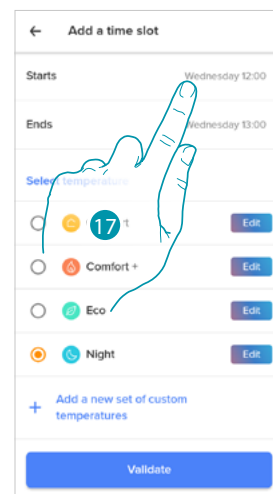 Add a time slot
Starts
Wednesday 12:00
Ends
Wednesday 13:00
Select temperature
17
Edit
Comfort +
Edit
Eco
Edit
Night
Edit
Add a new set of custom
temperatures
Validate